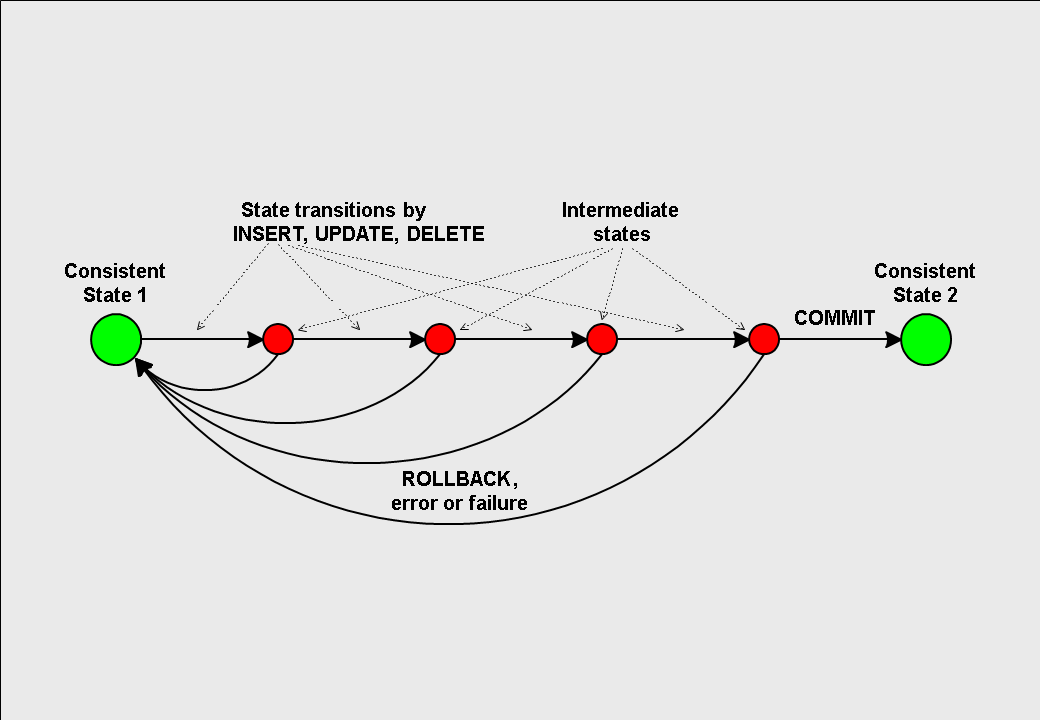 State transitions by
INSERT, UPDATE, DELETE
Intermediate
states
Consistent
State 1
Consistent
State 2
COMMIT
ROLLBACK,
error or failure